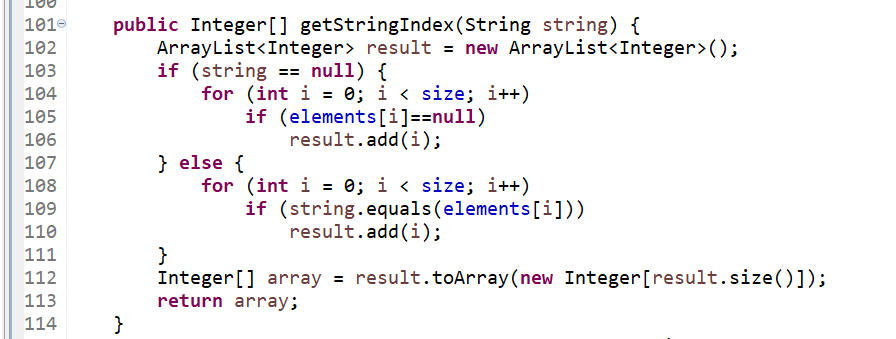 100
101 public Integer[] getStringIndex(String string) {
102 ArrayList<Integer> result = new ArrayList<Integer>();
103 if (string == null) {
104 for (int i = 0; i < size; i++)
105 if (elements[i]==null)
106 result.add(i);
107 } else {
108 for (int i = 0; i < size; i++)
109 if (string.equals(elements[i]))
110 result.add(i);
111 }
112 Integer[] array = result.toArray(new Integer[result.size()]);
113 return array;
114 }